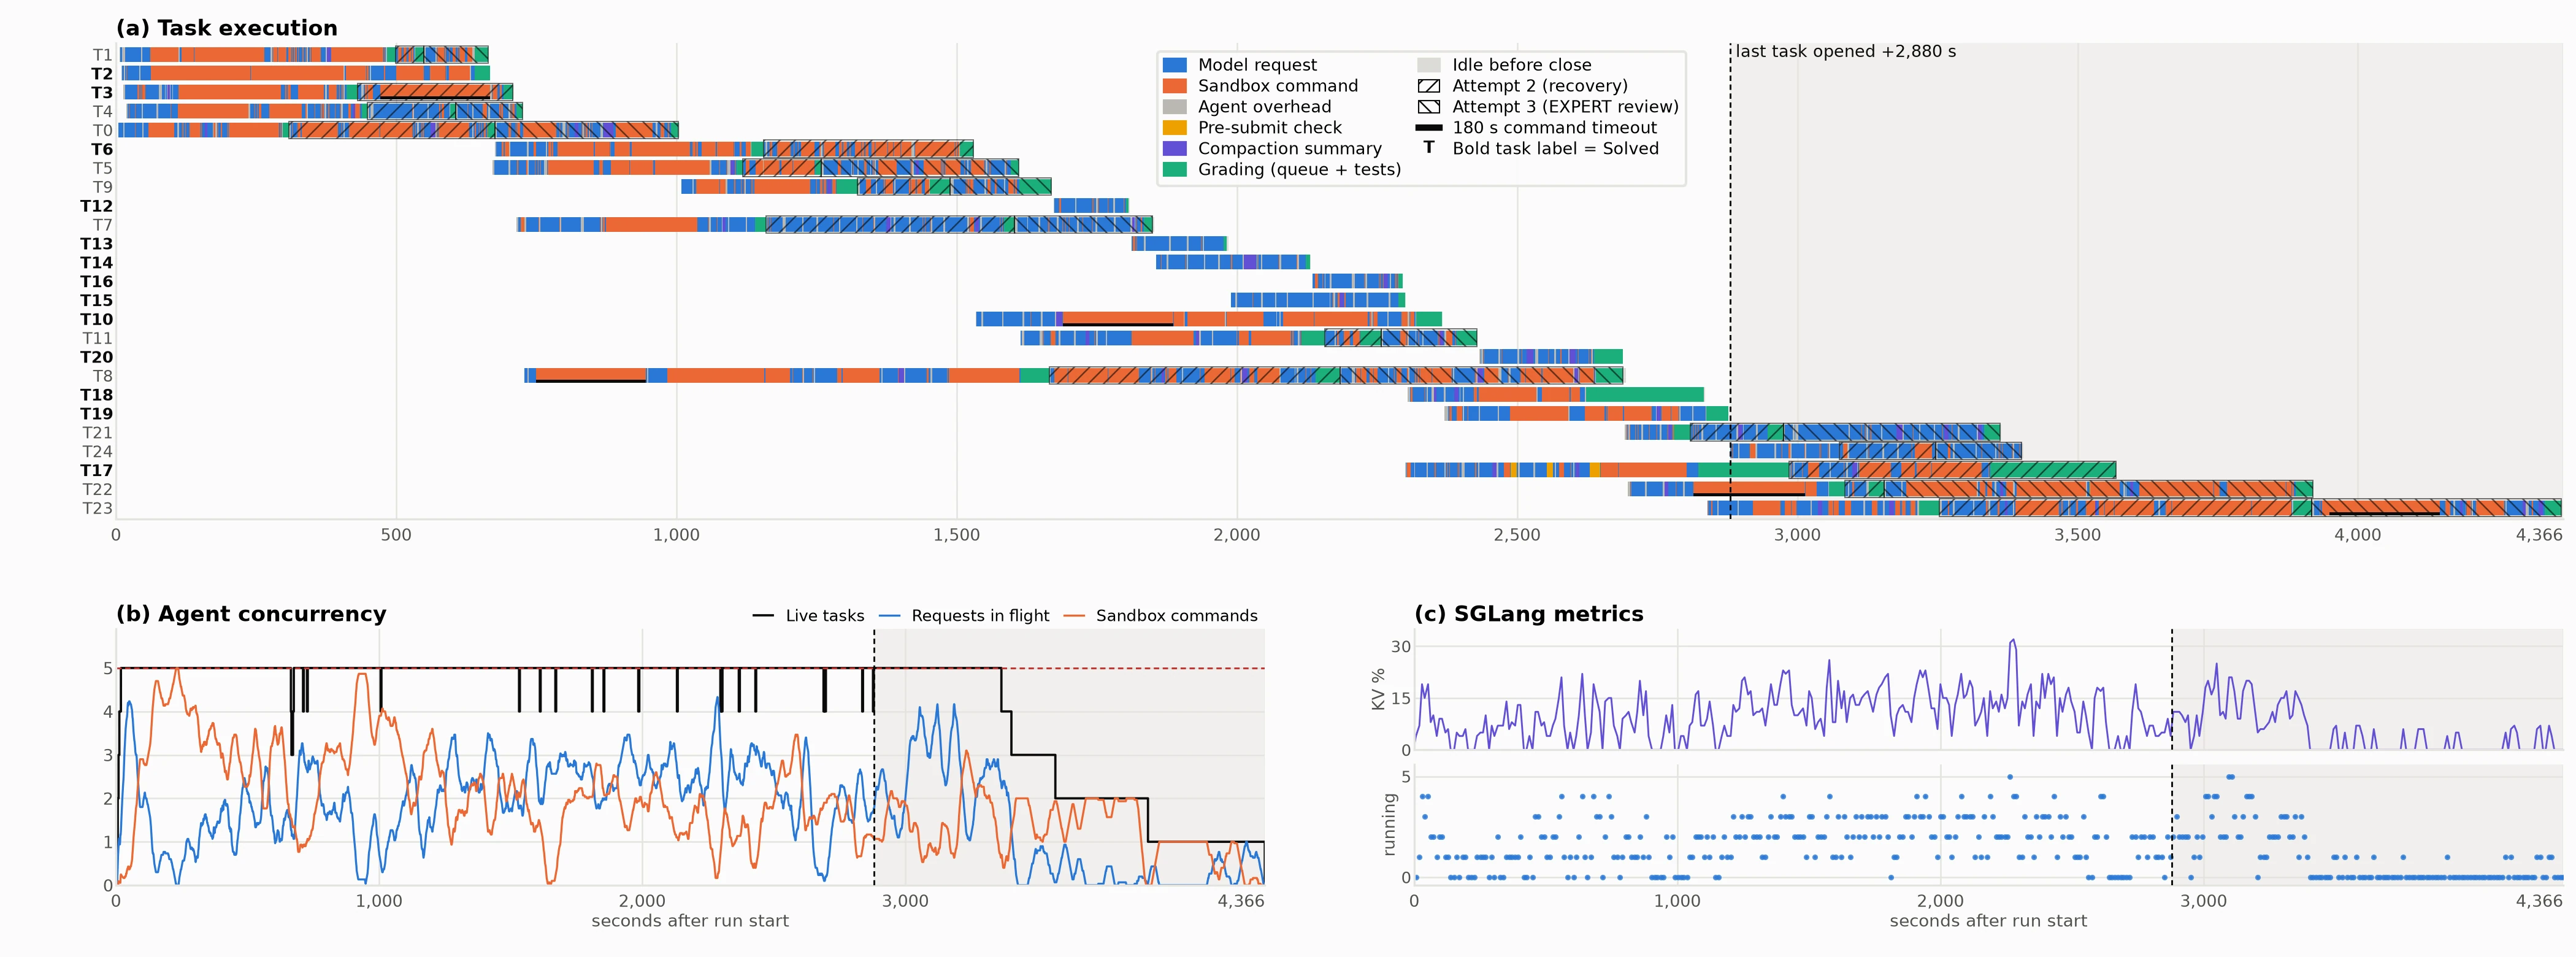 (a) Task execution
T1
T2
T3
T4
T0
T6
T5
T9
T12
T7
T13
T14
T16
T15
T10
T11
T20
T8
T18
T19
T21
T24
T17
T22
T23
Model request
Sandbox command
Agent overhead
Pre-submit check
Compaction summary
Grading (queue + tests)
Idle before close
Attempt 2 (recovery)
Attempt 3 (EXPERT review)
180 s command timeout
T Bold task label = Solved
last task opened +2,880 s
0 500 1,000 1,500 2,000 2,500 3,000 3,500 4,000 4,366
(b) Agent concurrency
Live tasks Requests in flight Sandbox commands
5
4
3
2
1
0
0 1,000 2,000 3,000 4,366
seconds after run start
(c) SGLang metrics
KV %
30
15
0
running
5
0
0 1,000 2,000 3,000 4,366
seconds after run start